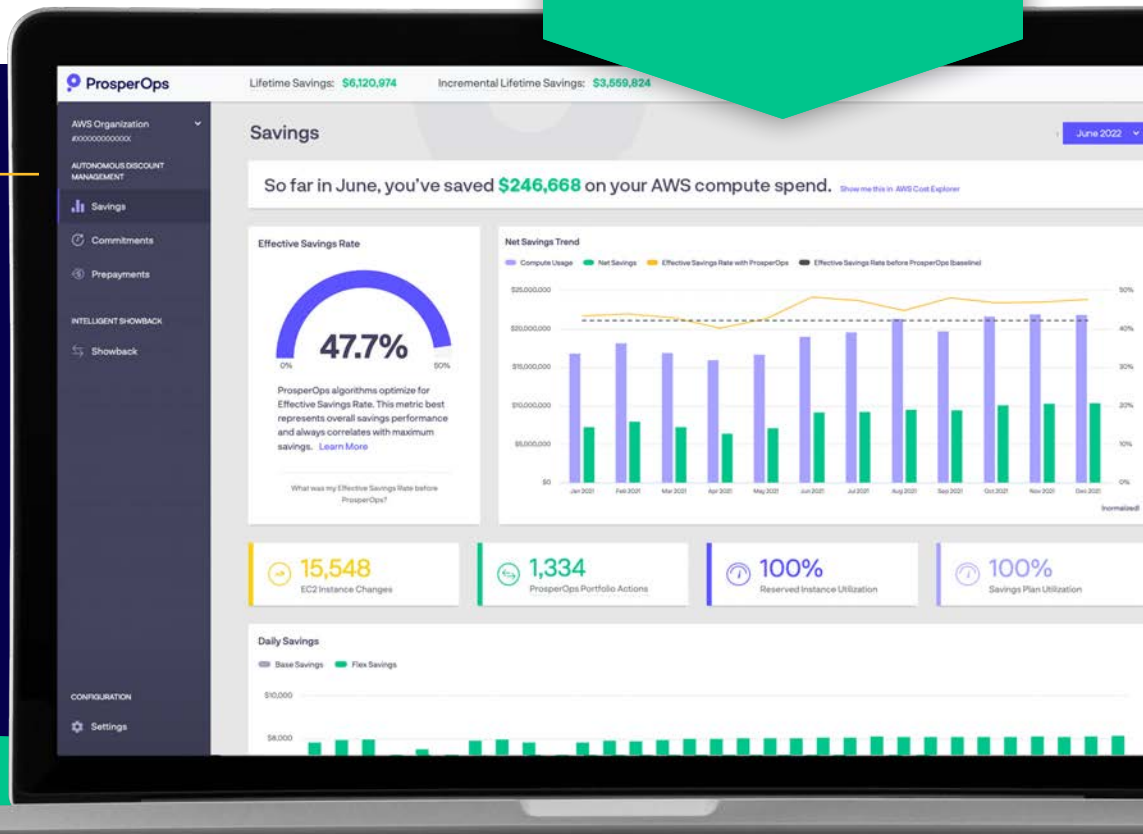 ProsperOps
Lifetime Savings: $6,120,974
Incremental Lifetime Savings: $3,559,824
AWS Organization
AUTONOMOUS DISCOUNT
MANAGEMENT
Savings
Commitments
Prepayments
INTELLIGENT SHOWBACK
Showback
CONFIGURATION
Settings
Savings
June 2022
So far in June, you've saved $246,668 on your AWS compute spend. Show me this in AWS Cost Explorer
Effective Savings Rate
47.7%
0%
50%
ProsperOps algorithms optimize for
Effective Savings Rate. This metric best
represents overall savings performance
and always correlates with maximum
savings. Learn More
What was my Effective Savings Rate before
ProsperOps?
Net Savings Trend
Compute Usage
Net Savings
Effective Savings Rate with ProsperOps
Effective Savings Rate before ProsperOps (baseline)
$25,000,000
$20,000,000
$15,000,000
$10,000,000
$5,000,000
$0
50%
40%
30%
20%
10%
0%
Jan 2021
Feb 2021
Mar 2021
Apr 2021
May 2021
Jun 2021
Jul 2021
Aug 2021
Sep 2021
Oct 2021
Nov 2021
Dec 2021
(normalized)
15,548
EC2 Instance Changes
1,334
ProsperOps Portfolio Actions
100%
Reserved Instance Utilization
100%
Savings Plan Utilization
Daily Savings
Base Savings
Flex Savings
$10,000
$8,000